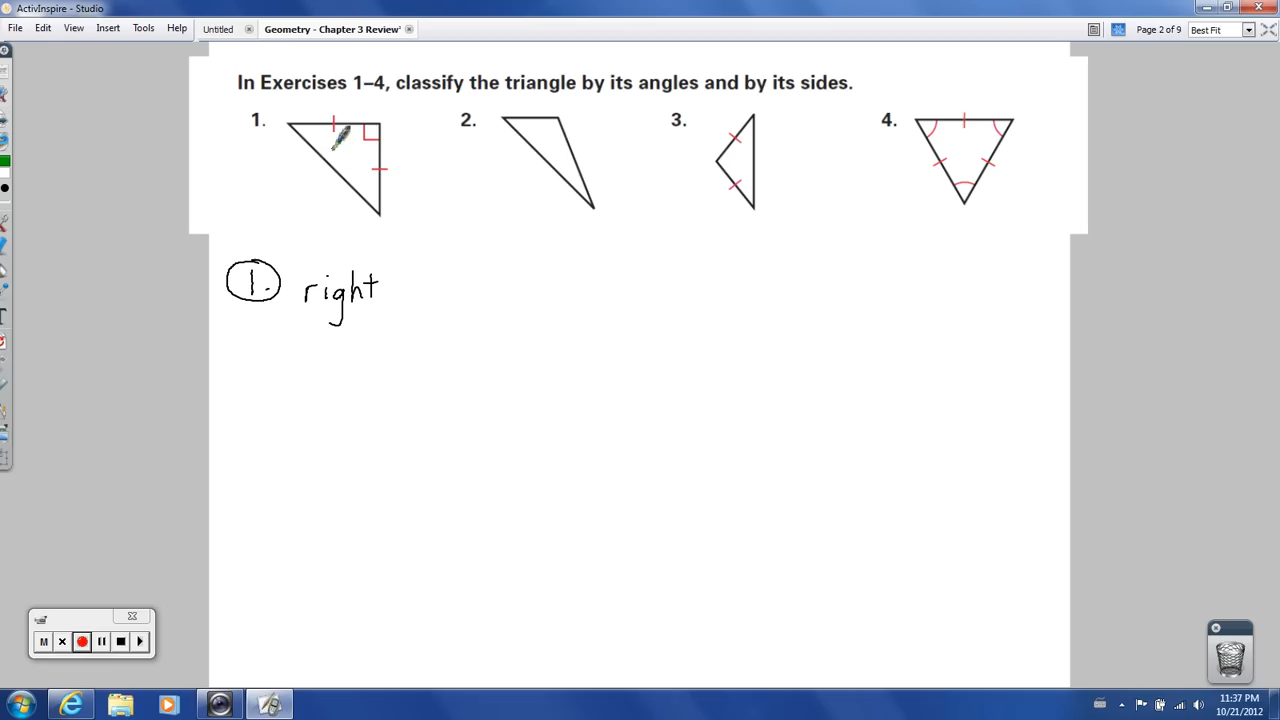 ActivInspire - Studio
File Edit View Insert Tools Help
Untitled
Geometry - Chapter 3 Review*
Page 2 of 9
Best Fit
In Exercises 1–4, classify the triangle by its angles and by its sides.
1. 2. 3. 4.
1. right
M
11:37 PM
10/21/2012